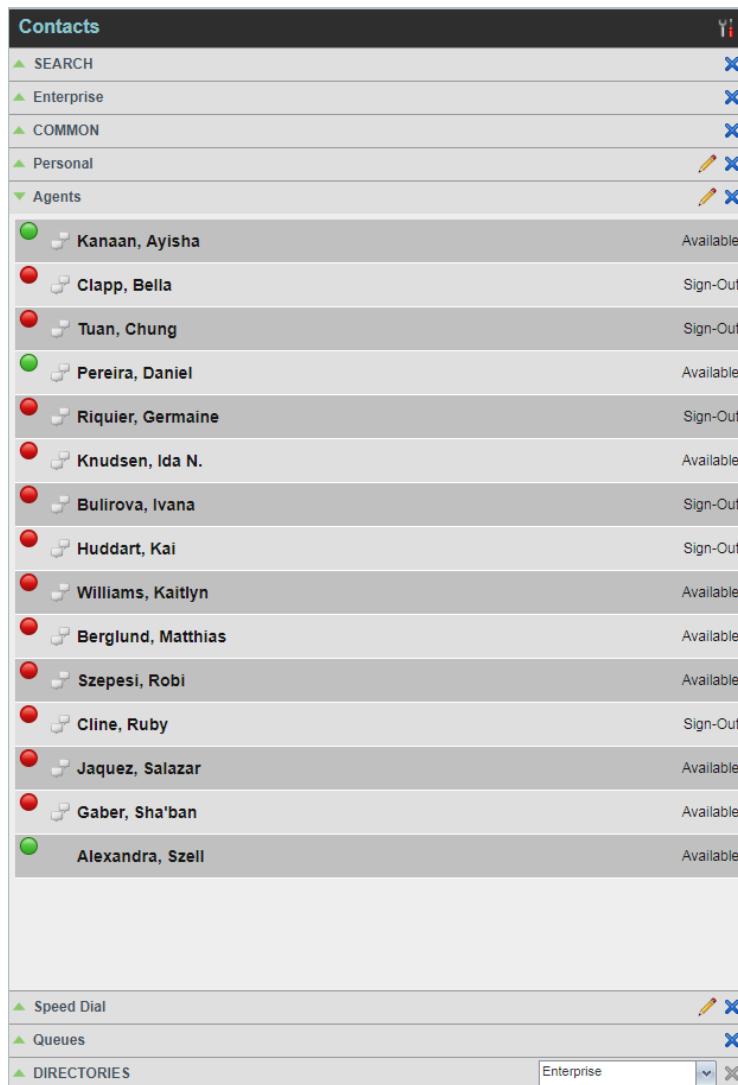 Contacts
SEARCH
Enterprise
COMMON
Personal
Agents
Kanaan, Ayisha Available
Clapp, Bella Sign-Out
Tuan, Chung Sign-Out
Pereira, Daniel Available
Riquier, Germaine Sign-Out
Knudsen, Ida N. Available
Bulirova, Ivana Sign-Out
Huddart, Kai Sign-Out
Williams, Kaitlyn Available
Berglund, Matthias Available
Szepesi, Robi Available
Cline, Ruby Sign-Out
Jaquez, Salazar Available
Gaber, Sha'ban Available
Alexandra, Szell Available
Speed Dial
Queues
DIRECTORIES Enterprise